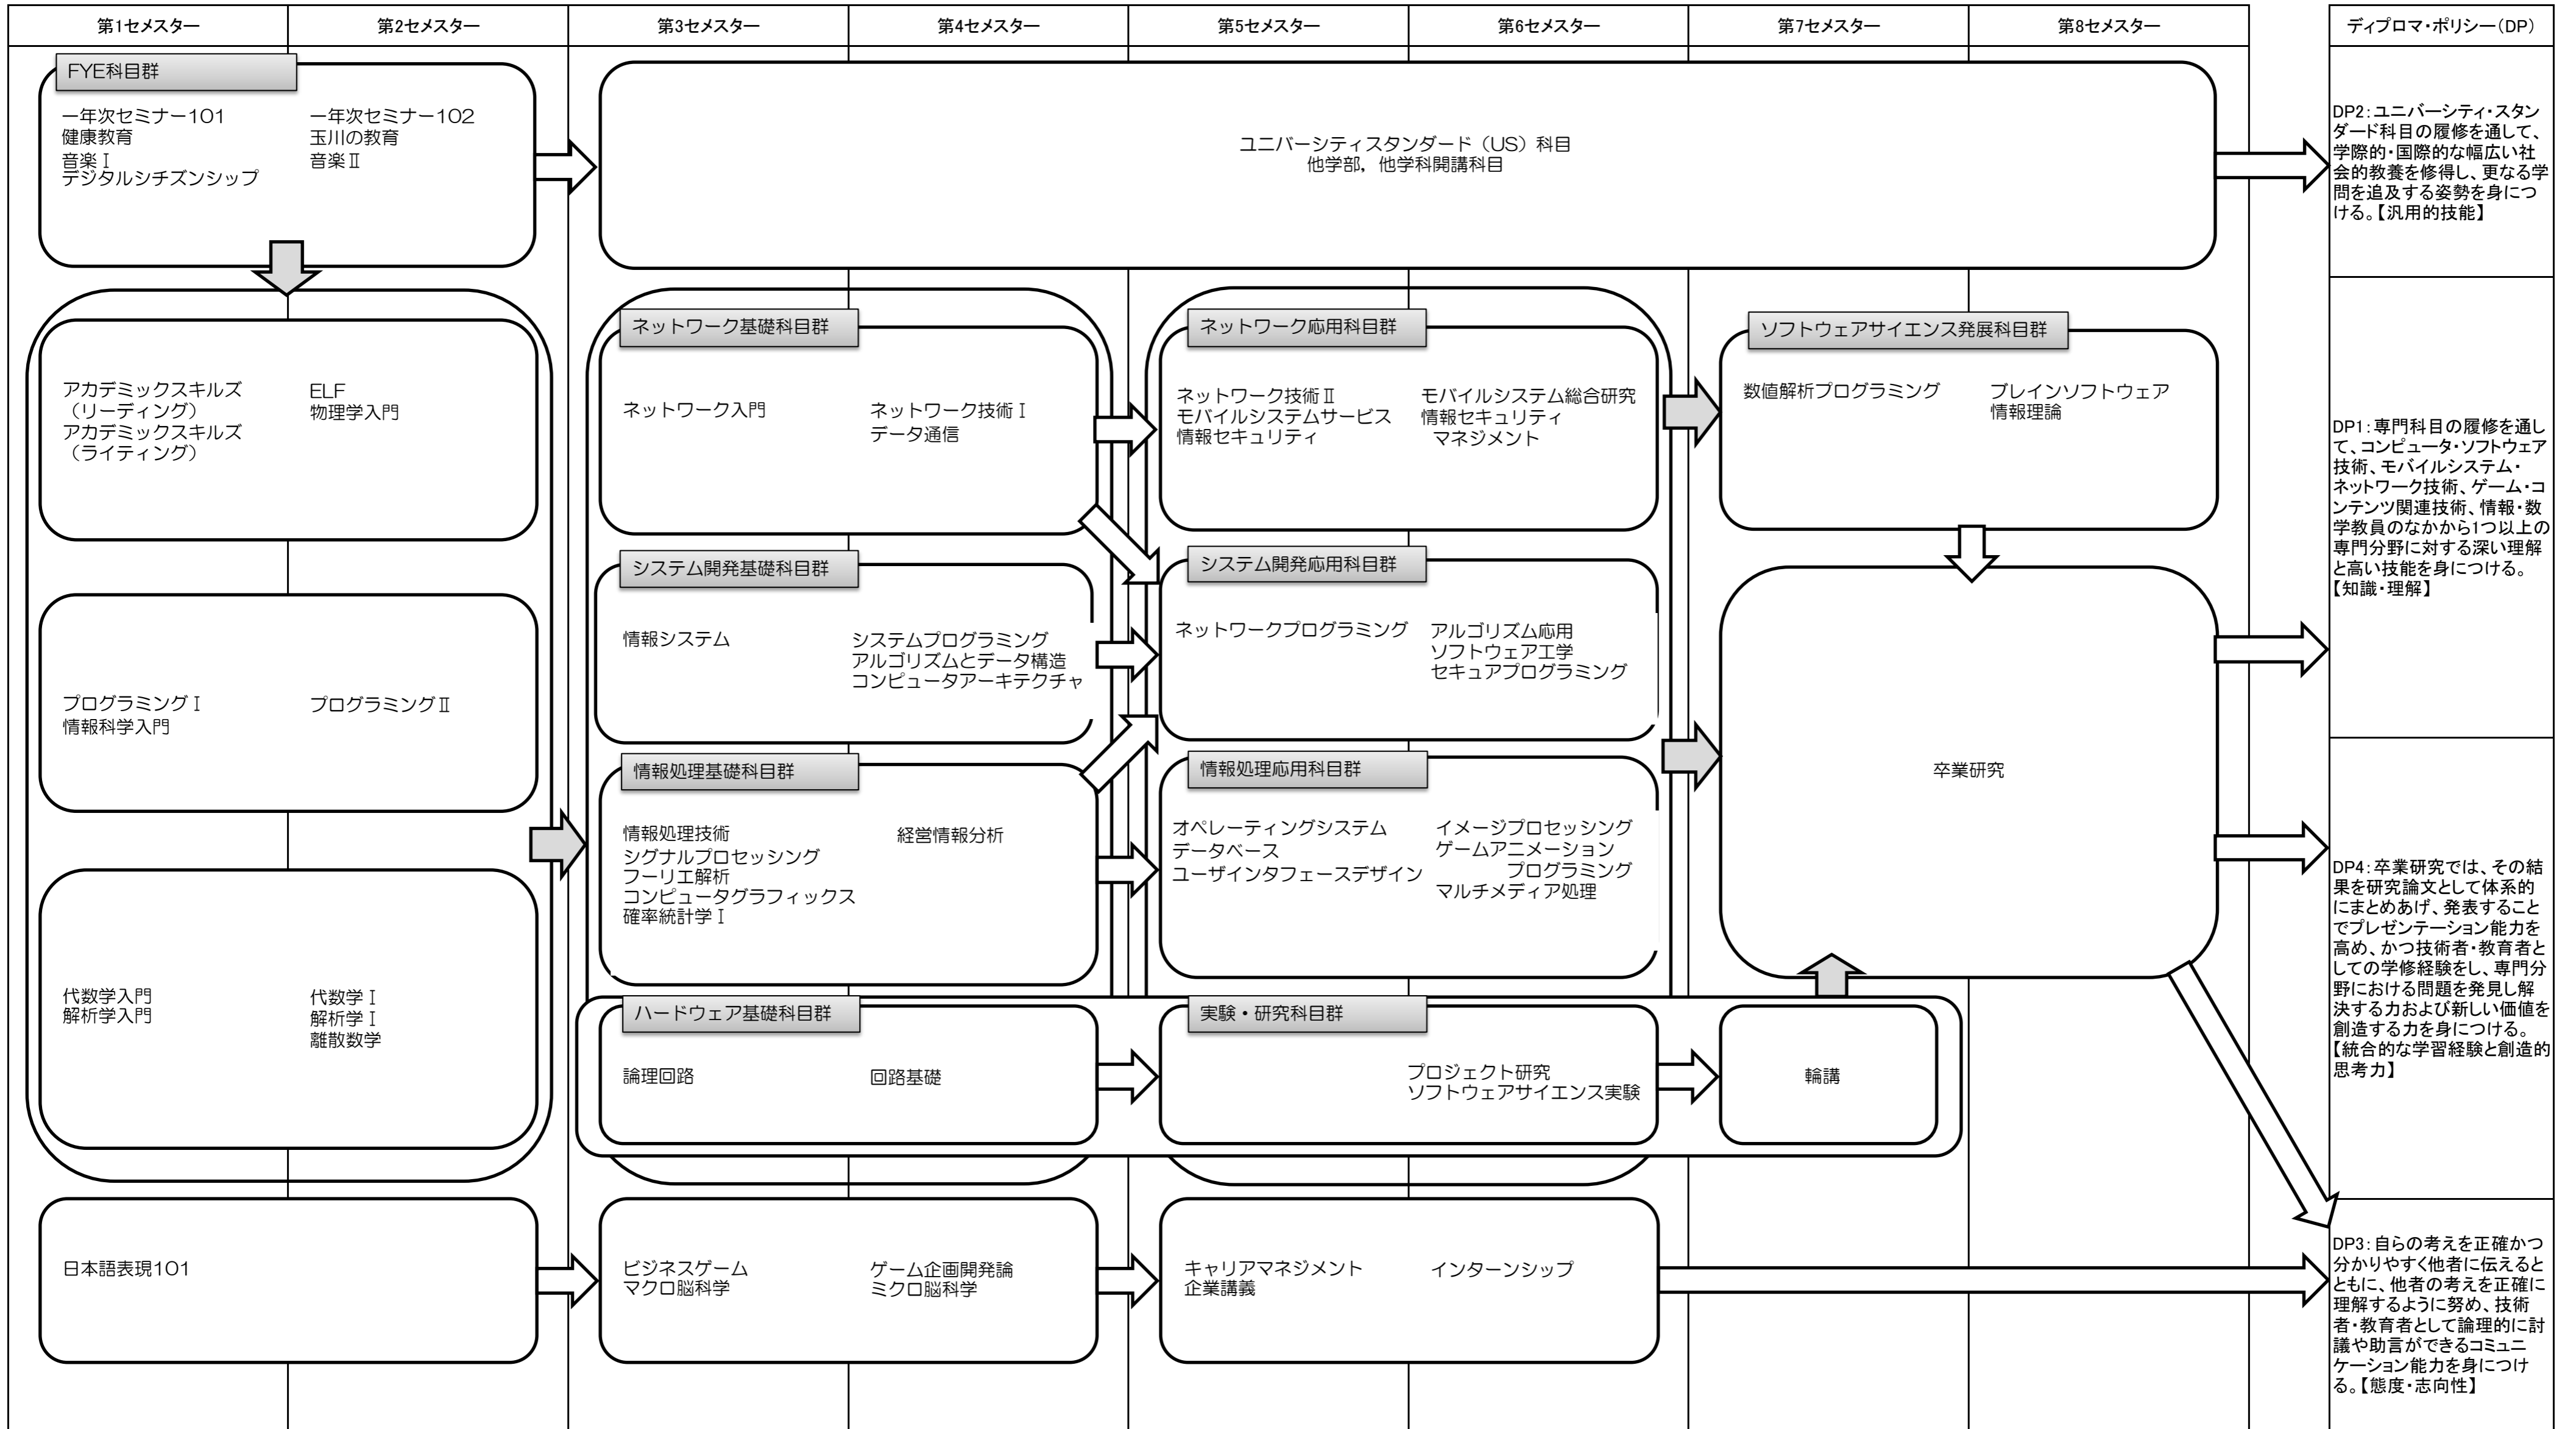 第1セメスター
第2セメスター
第3セメスター
第4セメスター
第5セメスター
第6セメスター
第7セメスター
第8セメスター
ディプロマ・ポリシー（DP）
FYE科目群
一年次セミナー101
健康教育
音楽Ⅰ
デジタルシチズンシップ
一年次セミナー102
玉川の教育
音楽Ⅱ
ユニバーシティスタンダード（US）科目
他学部，他学科開講科目
DP2：ユニバーシティ・スタン
ダード科目の履修を通して、
学際的・国際的な幅広い社
会的教養を修得し、更なる学
問を追及する姿勢を身につ
ける。【汎用的技能】
アカデミックスキルズ
（リーディング）
アカデミックスキルズ
（ライティング）
ELF
物理学入門
プログラミングⅠ
情報科学入門
プログラミングⅡ
代数学入門
解析学入門
代数学Ⅰ
解析学Ⅰ
離散数学
ネットワーク基礎科目群
ネットワーク入門
ネットワーク技術Ⅰ
データ通信
システム開発基礎科目群
情報システム
システムプログラミング
アルゴリズムとデータ構造
コンピュータアーキテクチャ
情報処理基礎科目群
情報処理技術
シグナルプロセッシング
フーリエ解析
コンピュータグラフィックス
確率統計学Ⅰ
経営情報分析
ネットワーク応用科目群
ネットワーク技術Ⅱ
モバイルシステムサービス
情報セキュリティ
モバイルシステム総合研究
情報セキュリティ
マネジメント
システム開発応用科目群
ネットワークプログラミング
アルゴリズム応用
ソフトウェア工学
セキュアプログラミング
情報処理応用科目群
オペレーティングシステム
データベース
ユーザインタフェースデザイン
イメージプロセッシング
ゲームアニメーション
プログラミング
マルチメディア処理
ソフトウェアサイエンス発展科目群
数値解析プログラミング
ブレインソフトウェア
情報理論
卒業研究
DP1：専門科目の履修を通し
て、コンピュータ・ソフトウェア
技術、モバイルシステム・
ネットワーク技術、ゲーム・コ
ンテンツ関連技術、情報・数
学教員のなかから1つ以上の
専門分野に対する深い理解
と高い技能を身につける。
【知識・理解】
DP4：卒業研究では、その結
果を研究論文として体系的
にまとめあげ、発表すること
でプレゼンテーション能力を
高め、かつ技術者・教育者と
しての学修経験をし、専門分
野における問題を発見し解
決する力および新しい価値を
創造する力を身につける。
【統合的な学習経験と創造的
思考力】
ハードウェア基礎科目群
論理回路
回路基礎
実験・研究科目群
プロジェクト研究
ソフトウェアサイエンス実験
輪講
日本語表現101
ビジネスゲーム
マクロ脳科学
ゲーム企画開発論
ミクロ脳科学
キャリアマネジメント
企業講義
インターンシップ
DP3：自らの考えを正確かつ
分かりやすく他者に伝えると
ともに、他者の考えを正確に
理解するように努め、技術
者・教育者として論理的に討
議や助言ができるコミュニ
ケーション能力を身につけ
る。【態度・志向性】